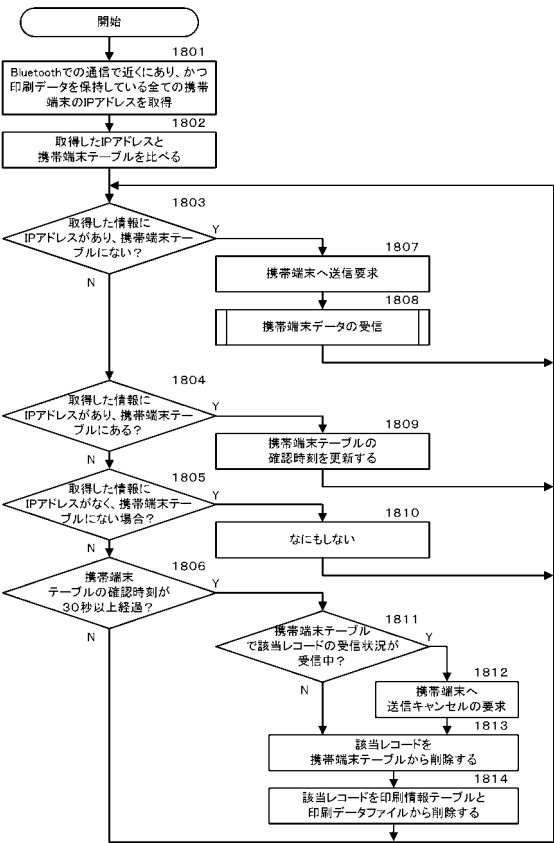 開始
1801
Bluetoothでの通信で近くにあり、かつ
印刷データを保持している全ての携帯
端末のIPアドレスを取得
1802
取得したIPアドレスと
携帯端末テーブルを比べる
1803
取得した情報に
IPアドレスがあり、携帯端末テー
ブルにない?
Y
N
1807
携帯端末へ送信要求
1808
携帯端末データの受信
1804
取得した情報に
IPアドレスがあり、携帯端末テー
ブルにある?
Y
N
1809
携帯端末テーブルの
確認時刻を更新する
1805
取得した情報に
IPアドレスがなく、携帯端末テー
ブルにない場合?
Y
N
1810
なにもしない
1806
携帯端末
テーブルの確認時刻が
30秒以上経過?
Y
N
1811
携帯端末テーブル
で該当レコードの受信状況が
受信中?
Y
N
1812
携帯端末へ
送信キャンセルの要求
1813
該当レコードを
携帯端末テーブルから削除する
1814
該当レコードを印刷情報テーブルと
印刷データファイルから削除する